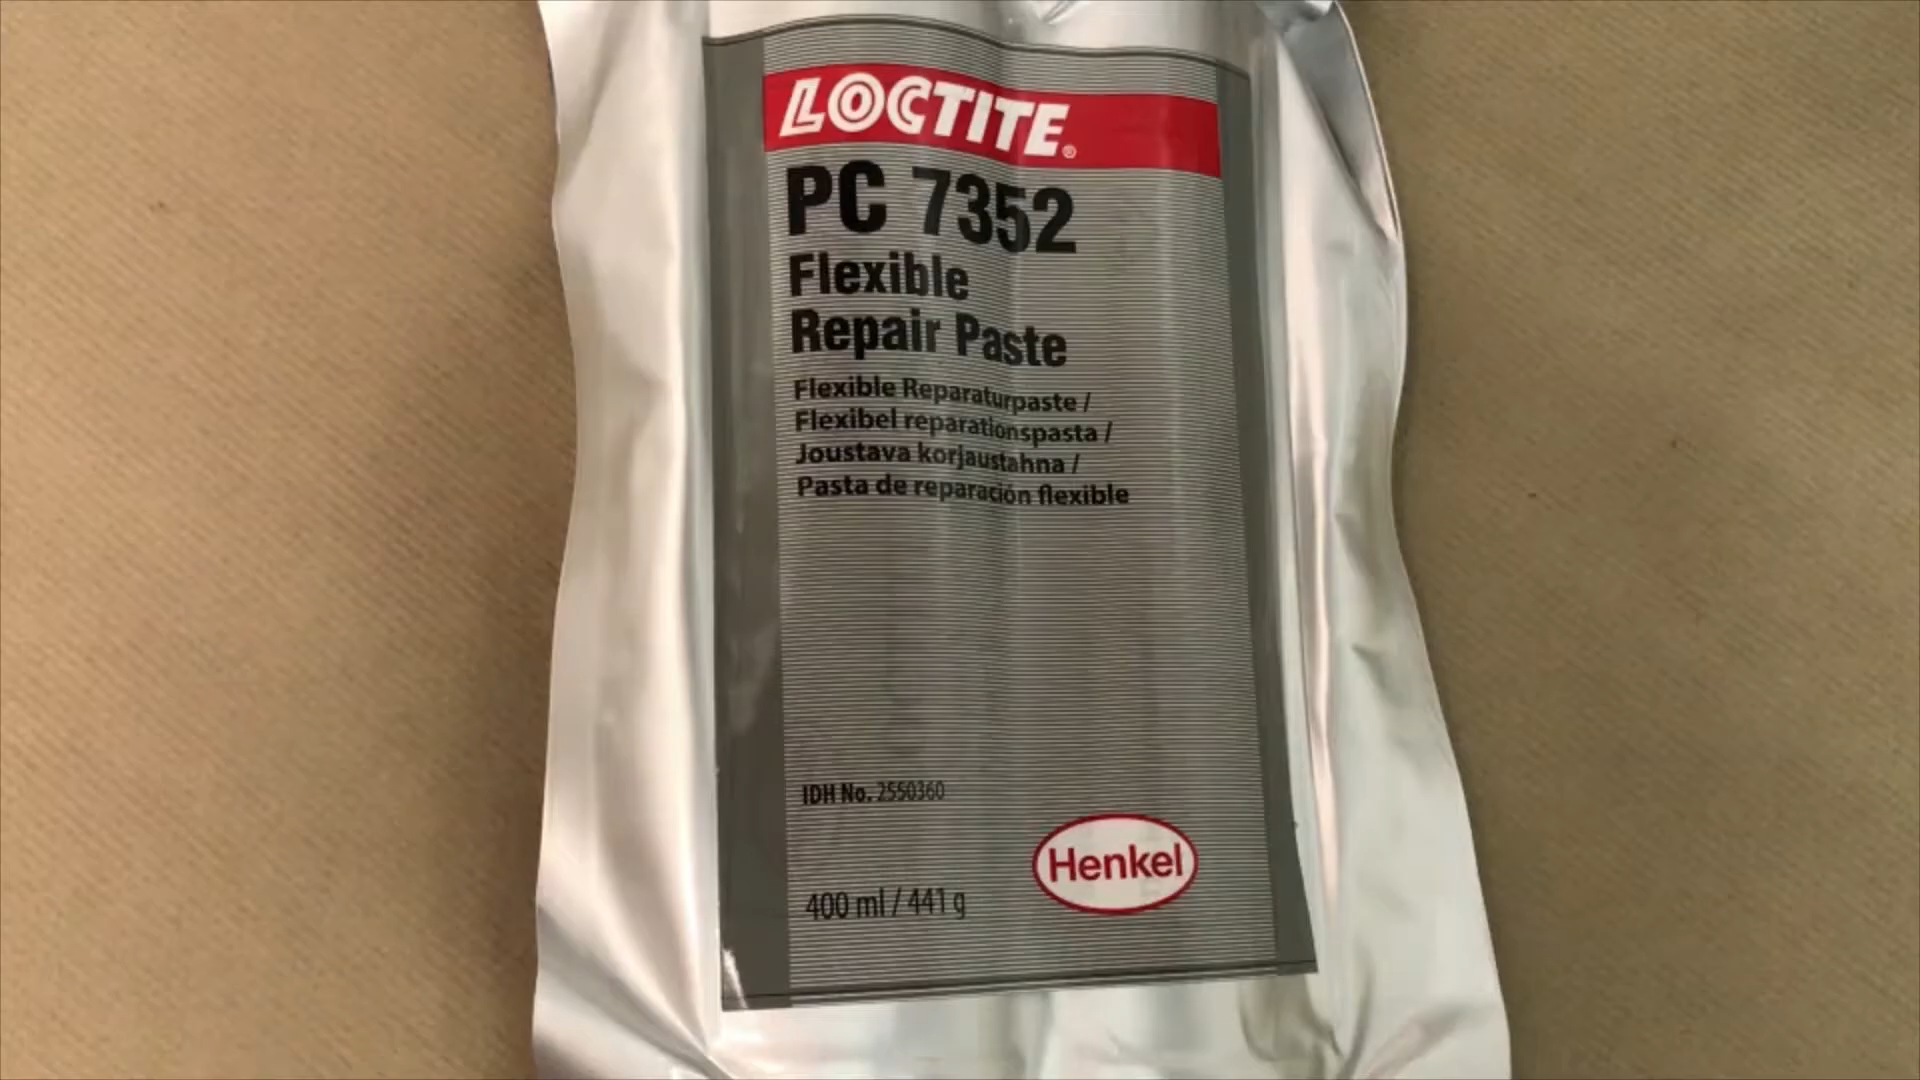 LOCTITE®
PC 7352
Flexible
Repair Paste
Flexible Reparaturpaste /
Flexibel reparationspasta /
Joustava korjaustahna /
Pasta de reparación flexible
IDH No. 2550360
Henkel
400 ml / 441 g